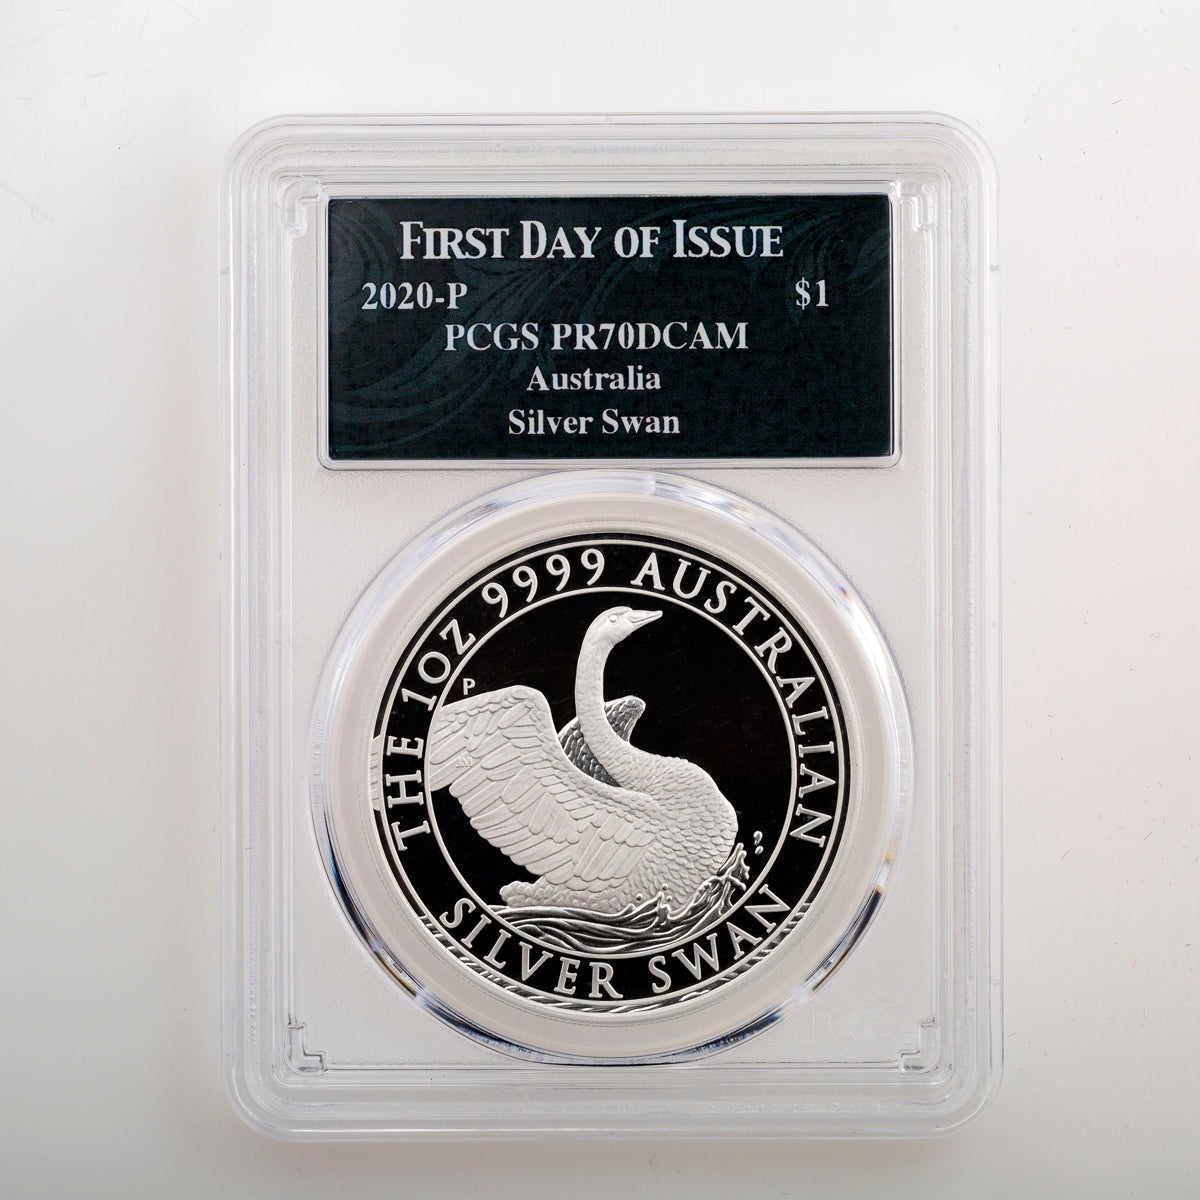 FIRST DAY OF ISSUE
2020-P $1
PCGS PR70DCAM
Australia
Silver Swan
THE 1OZ 9999 AUSTRALIAN
SILVER SWAN
P
M